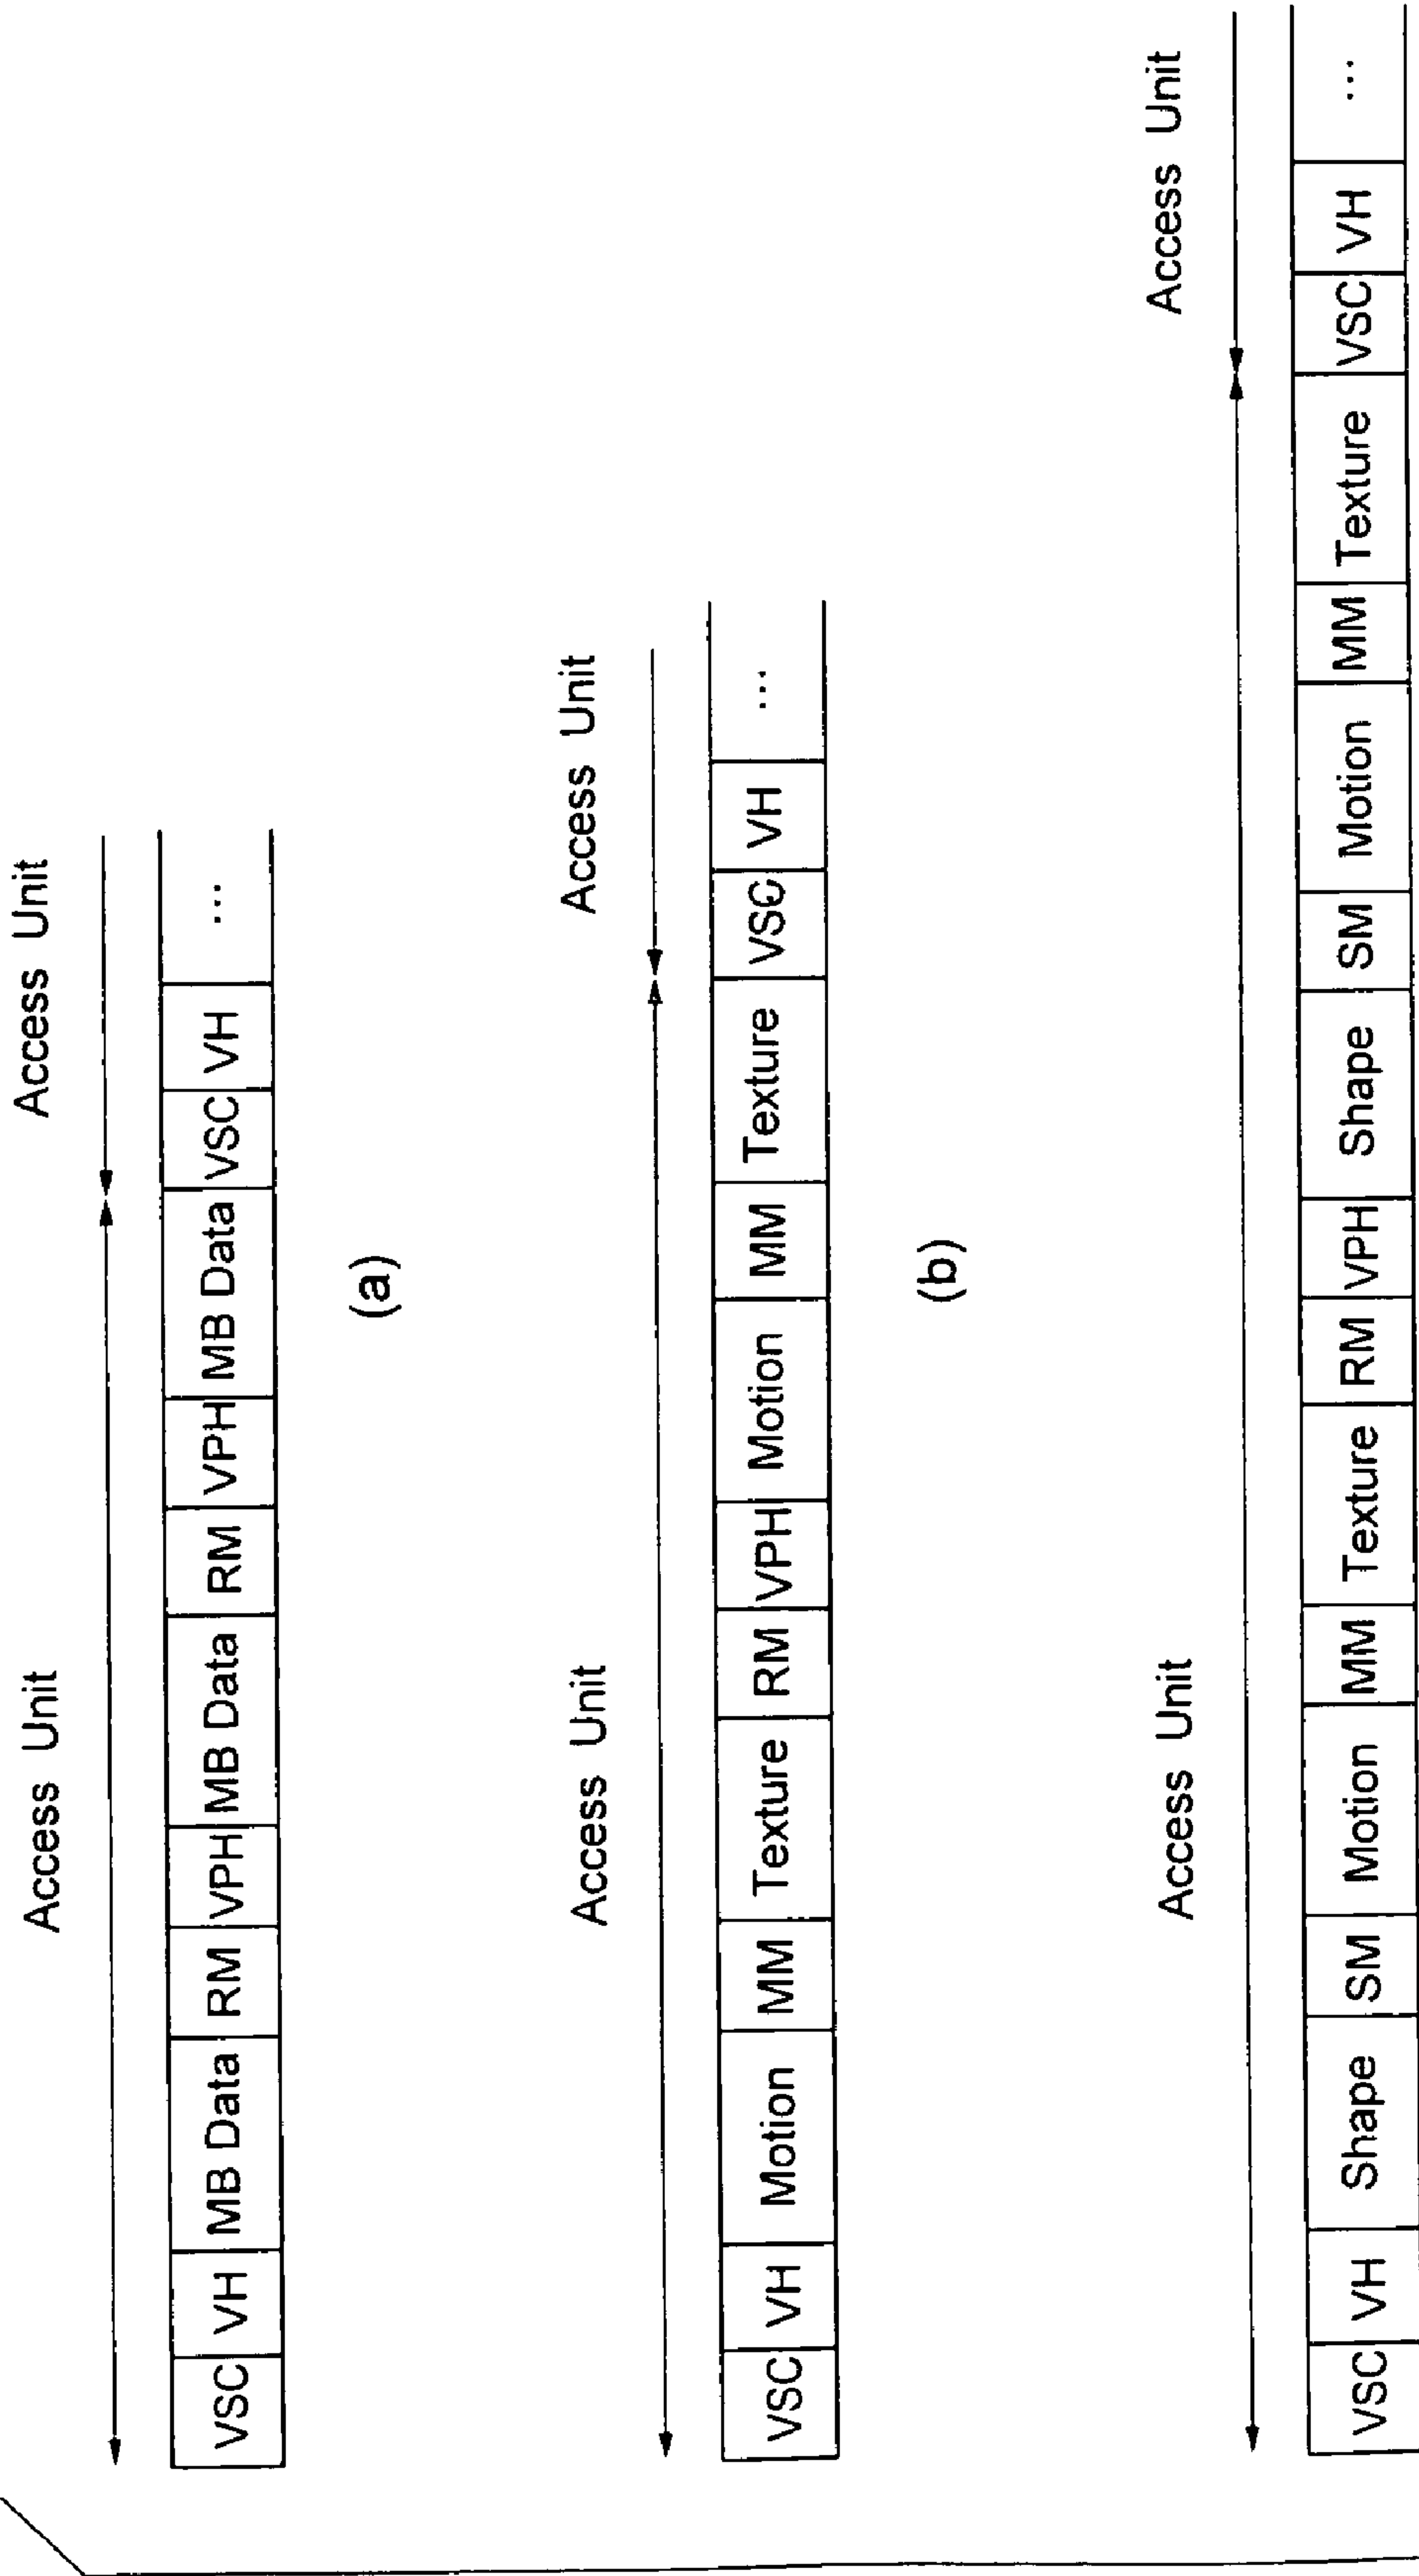 Access Unit Access Unit
VSC VH MB Data RM VPH MB Data RM VPH MB Data VSC VH ...
(a)
Access Unit Access Unit
VSC VH Motion MM Texture RM VPH Motion MM Texture VSC VH ...
(b)
Access Unit Access Unit
VSC VH Shape SM Motion MM Texture RM VPH Shape SM Motion MM Texture VSC VH ...